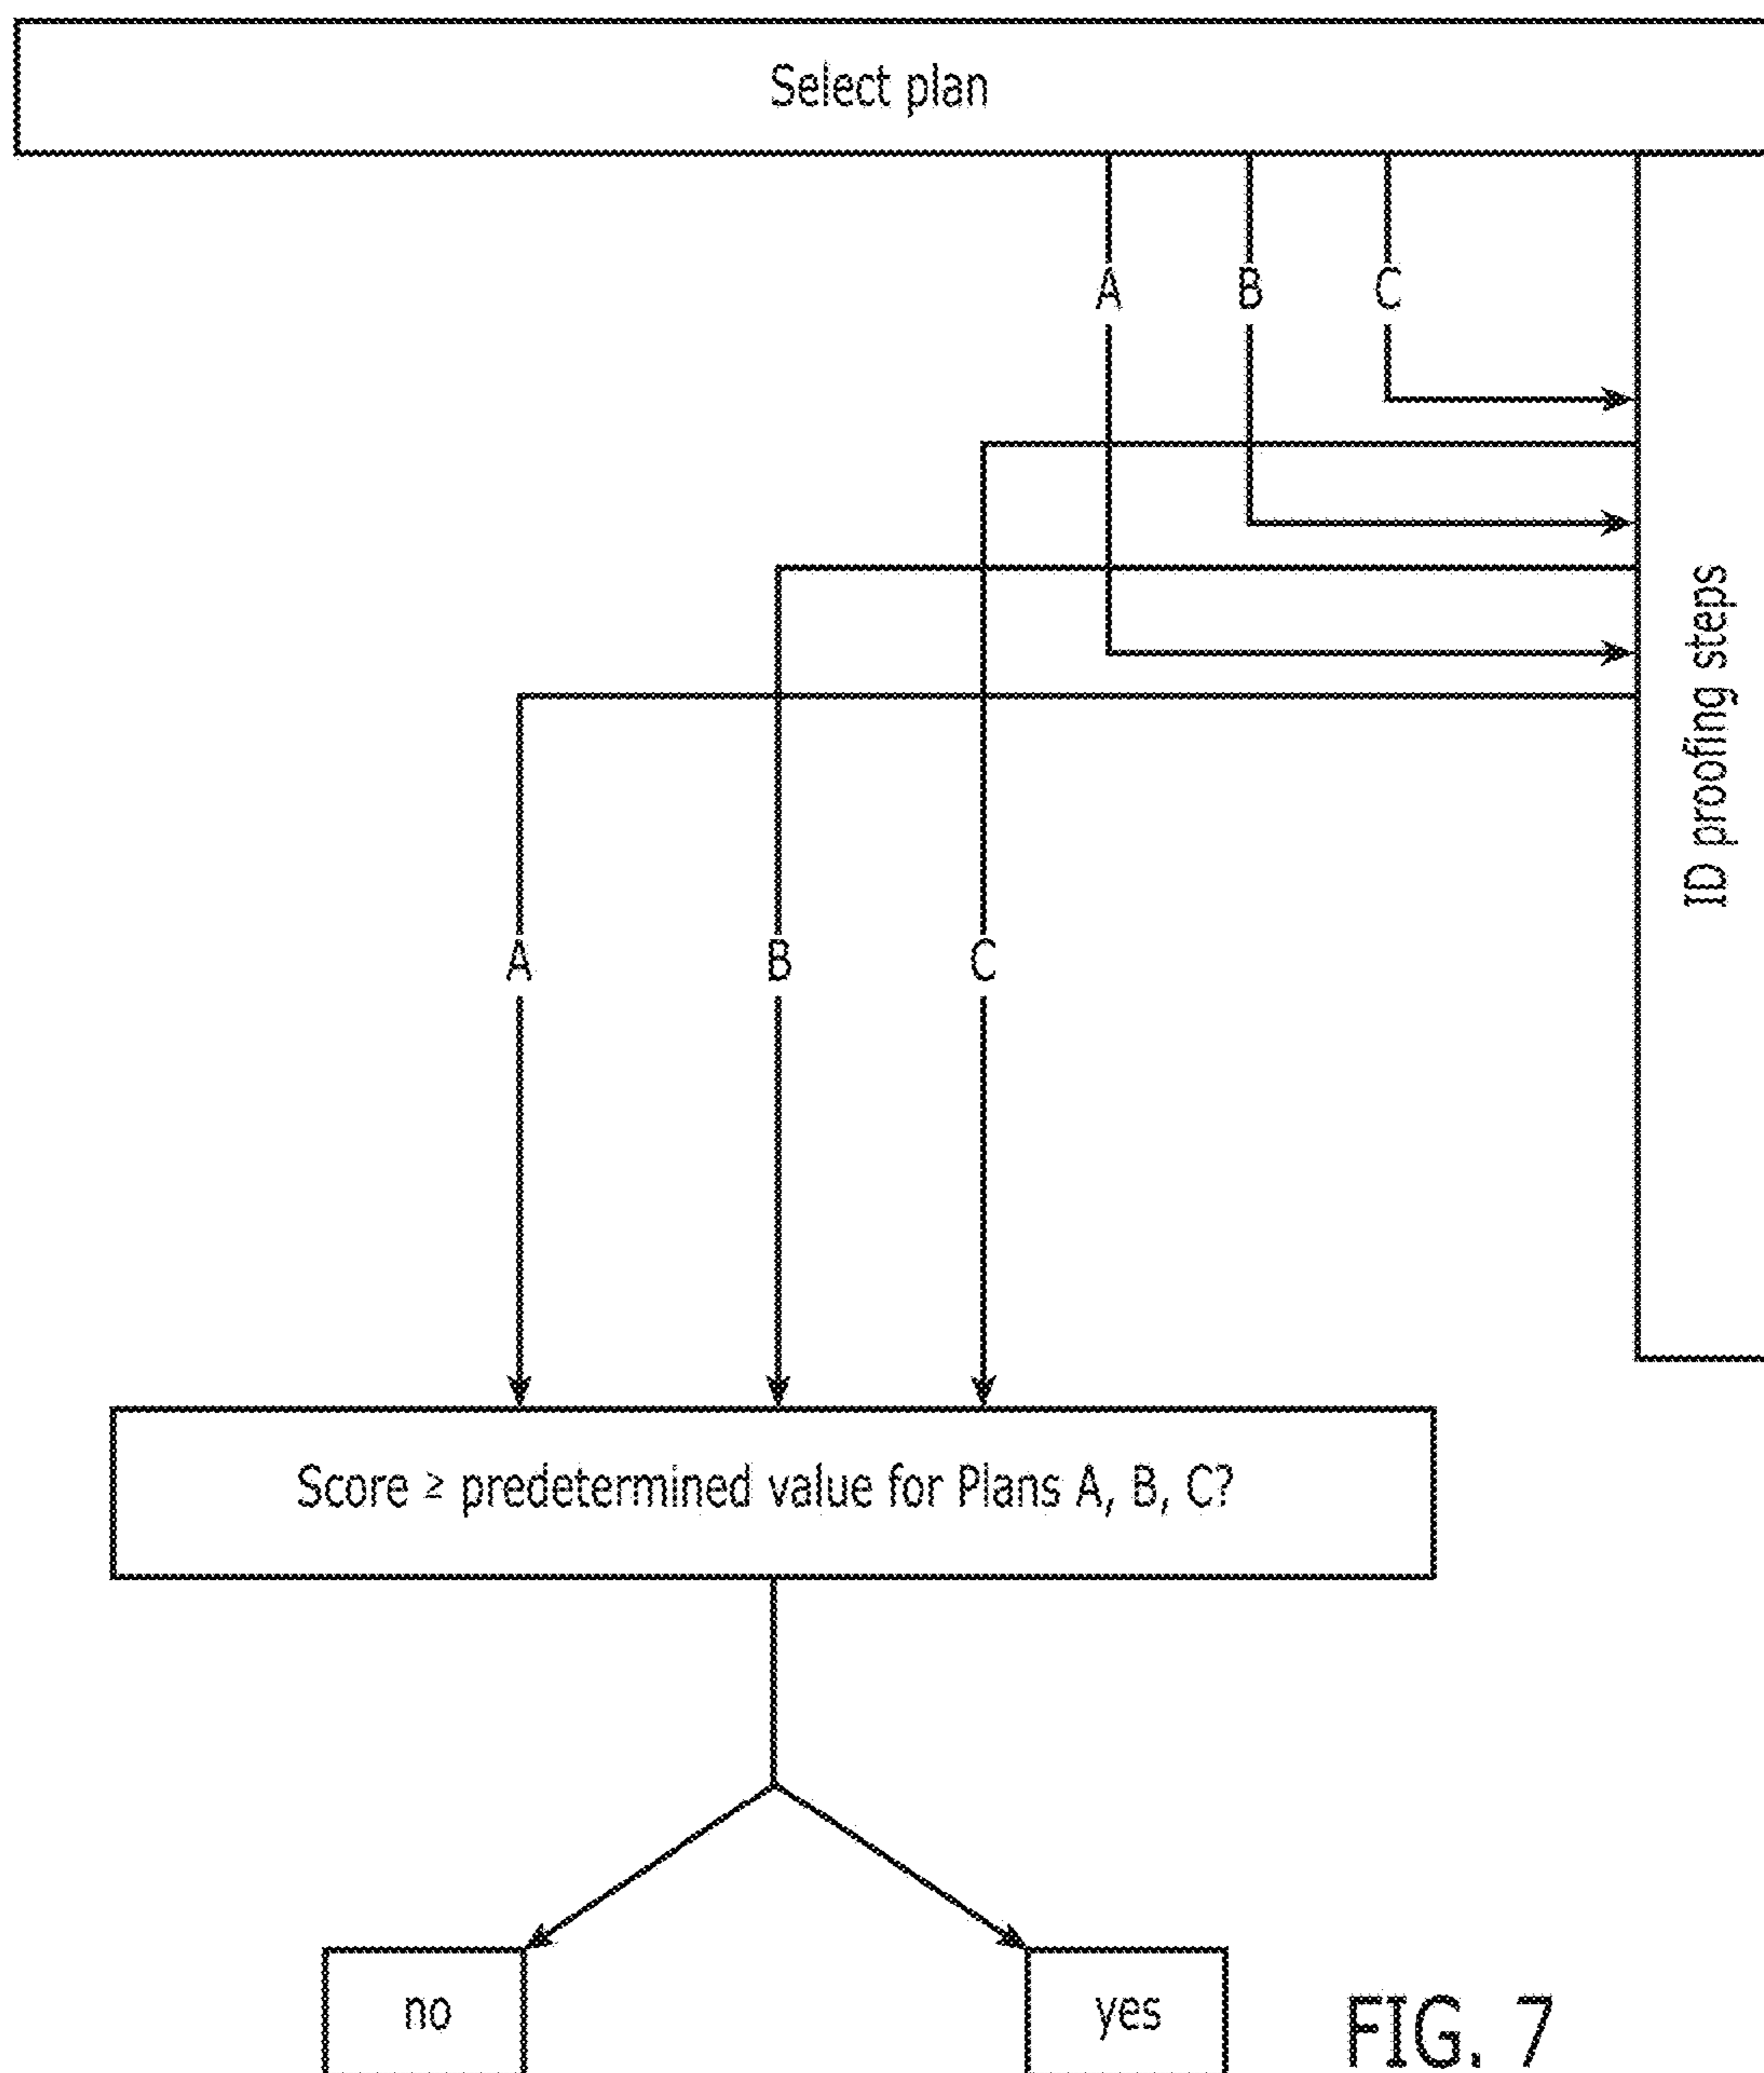 Select plan
A B C
ID proofing steps
A B C
Score ≥ predetermined value for Plans A, B, C?
no
yes
FIG. 7